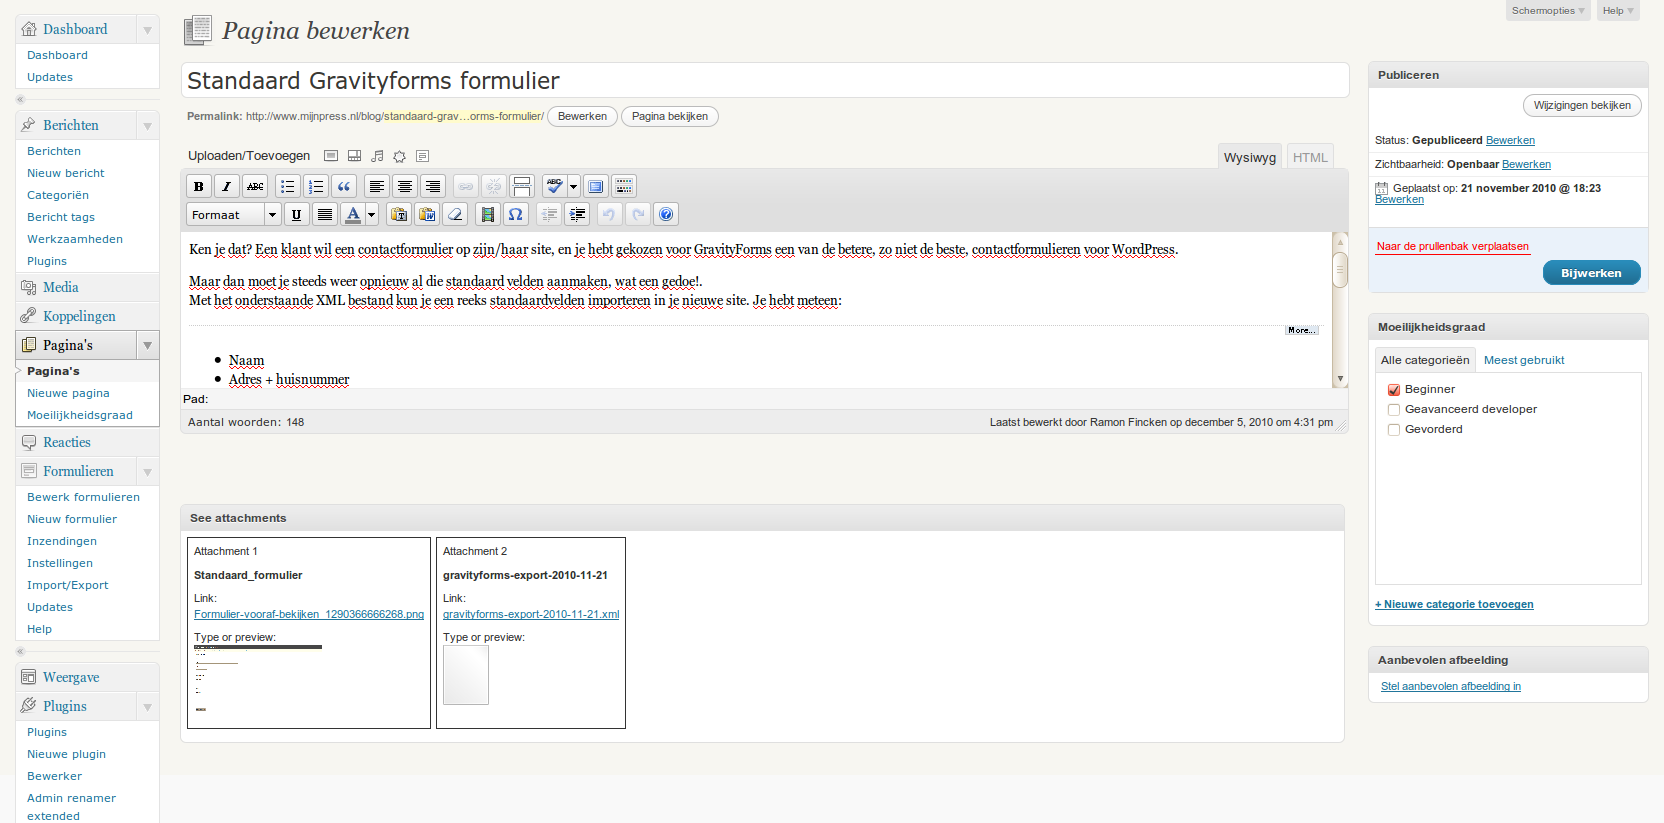 Schermopties
Help
Dashboard
Dashboard
Updates
Berichten
Berichten
Nieuw bericht
Categoriën
Bericht tags
Werkzaamheden
Plugins
Media
Koppelingen
Pagina's
Pagina's
Nieuwe pagina
Moeilijkheidsgraad
Reacties
Formulieren
Bewerk formulieren
Nieuw formulier
Inzendingen
Instellingen
Import/Export
Updates
Help
Weergave
Plugins
Plugins
Nieuwe plugin
Bewerker
Admin renamer
extended
Pagina bewerken
Standaard Gravityforms formulier
Permalink: http://www.mijnpress.nl/blog/standaard-grav…orms-formulier/ Bewerken Pagina bekijken
Uploaden/Toevoegen
Wysiwyg HTML
B I ABC ABC
Formaat U A T W Ω ?
Ken je dat? Een klant wil een contactformulier op zijn/haar site, en je hebt gekozen voor GravityForms een van de betere, zo niet de beste, contactformulieren voor WordPress.
Maar dan moet je steeds weer opnieuw al die standaard velden aanmaken, wat een gedoe!.
Met het onderstaande XML bestand kun je een reeks standaardvelden importeren in je nieuwe site. Je hebt meteen:
More...
Naam
Adres + huisnummer
Pad:
Aantal woorden: 148
Laatst bewerkt door Ramon Fincken op december 5, 2010 om 4:31 pm
See attachments
Attachment 1
Standaard_formulier
Link:
Formulier-vooraf-bekijken_1290366666268.png
Type or preview:
Attachment 2
gravityforms-export-2010-11-21
Link:
gravityforms-export-2010-11-21.xml
Type or preview:
Publiceren
Wijzigingen bekijken
Status: Gepubliceerd Bewerken
Zichtbaarheid: Openbaar Bewerken
Geplaatst op: 21 november 2010 @ 18:23
Bewerken
Naar de prullenbak verplaatsen
Bijwerken
Moeilijkheidsgraad
Alle categorieën Meest gebruikt
Beginner
Geavanceerd developer
Gevorderd
+ Nieuwe categorie toevoegen
Aanbevolen afbeelding
Stel aanbevolen afbeelding in